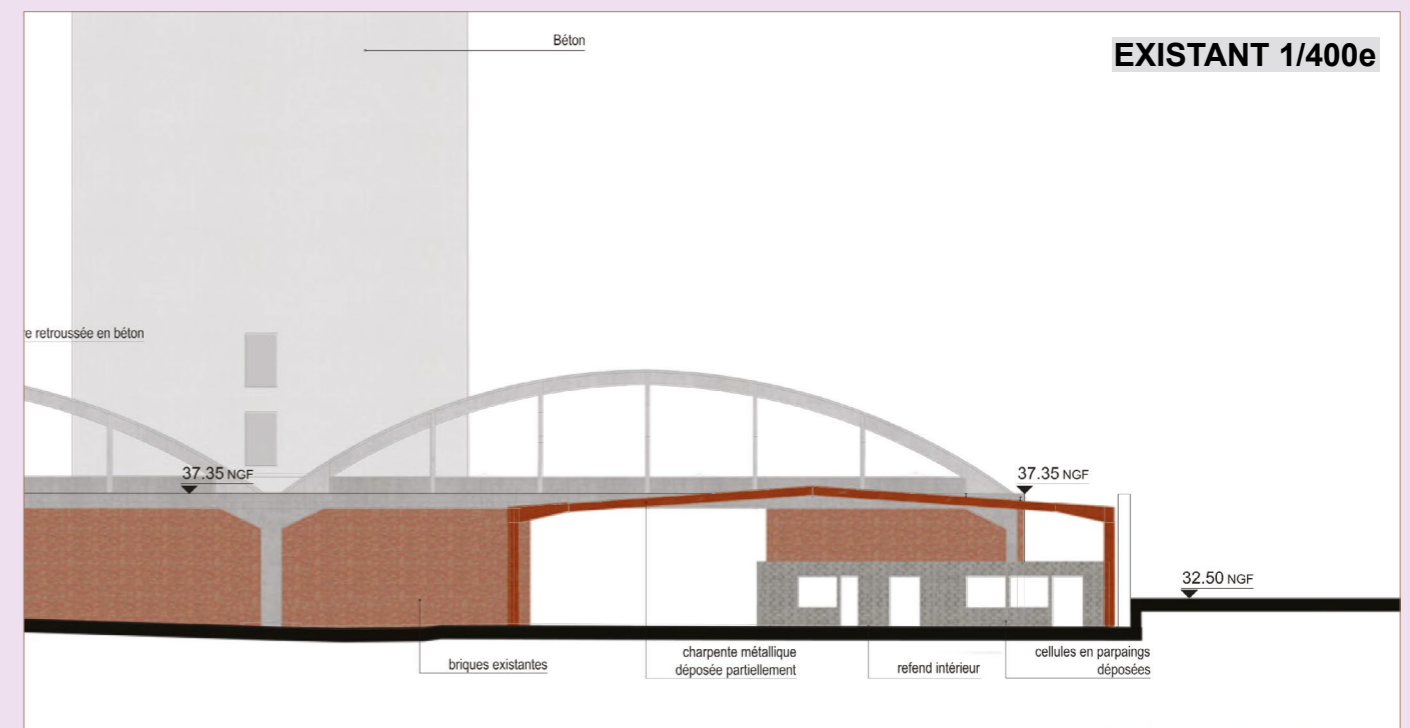 Béton
EXISTANT 1/400e
e retroussée en béton
37.35 NGF
37.35 NGF
32.50 NGF
briques existantes
charpente métallique
déposée partiellement
refend intérieur
cellules en parpaings
déposées